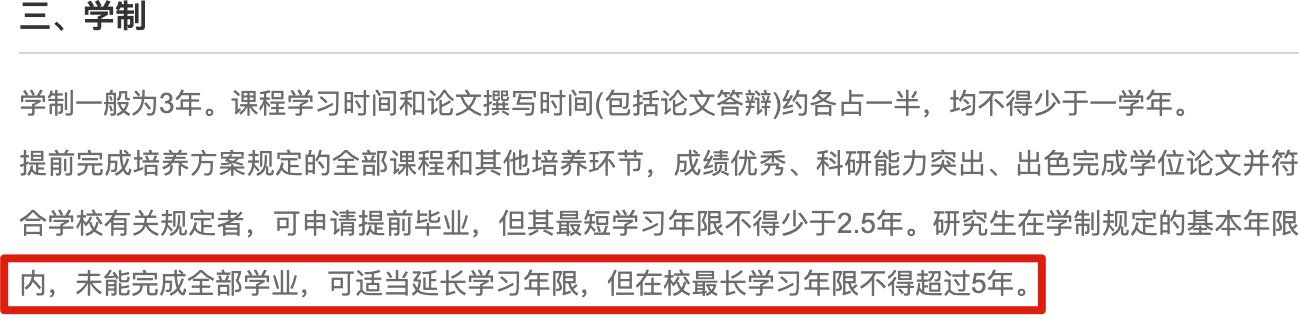 三、学制
学制一般为3年。课程学习时间和论文撰写时间(包括论文答辩)约各占一半，均不得少于一学年。
提前完成培养方案规定的全部课程和其他培养环节，成绩优秀、科研能力突出、出色完成学位论文并符
合学校有关规定者，可申请提前毕业，但其最短学习年限不得少于2.5年。研究生在学制规定的基本年限
内，未能完成全部学业，可适当延长学习年限，但在校最长学习年限不得超过5年。